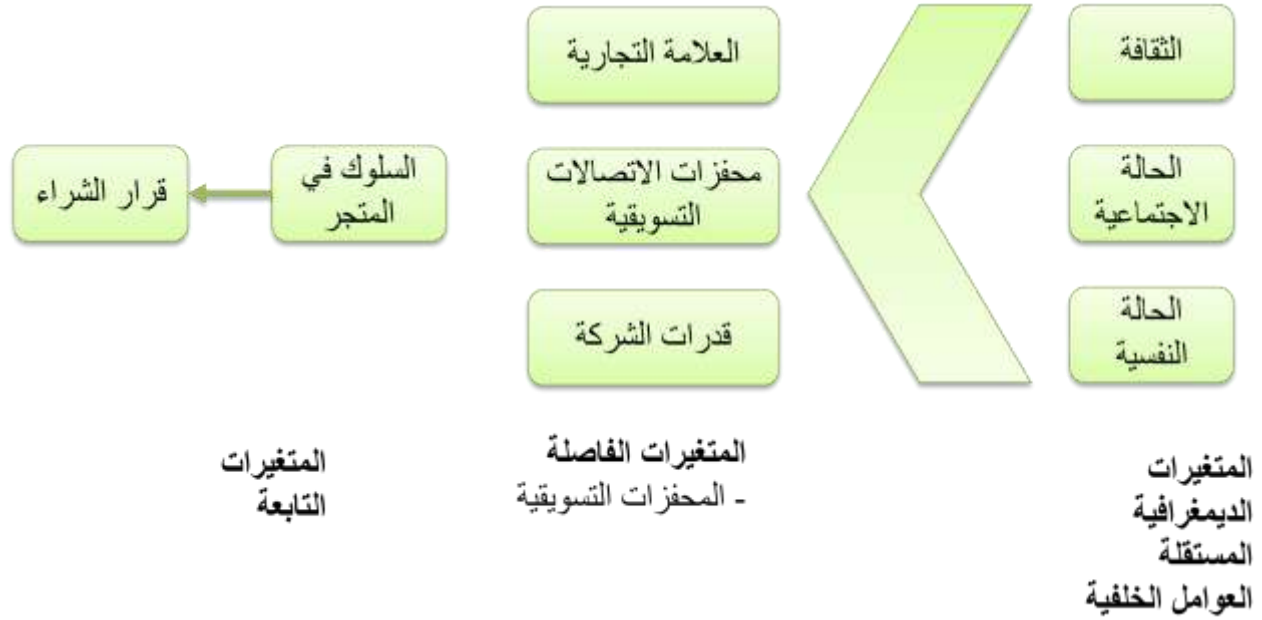 الثقافة
الحالة
الاجتماعية
الحالة
النفسية
المتغيرات
الديمغرافية
المستقلة
العوامل الخلفية
العلامة التجارية
محفزات الاتصالات
التسويقية
قدرات الشركة
المتغيرات الفاصلة
- المحفزات التسويقية
السلوك في
المتجر
قرار الشراء
المتغيرات
التابعة